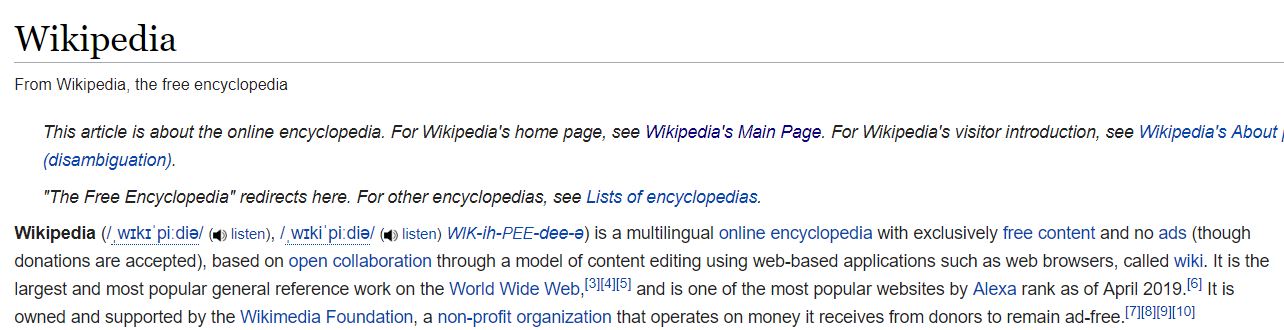 Wikipedia
From Wikipedia, the free encyclopedia
This article is about the online encyclopedia. For Wikipedia's home page, see Wikipedia's Main Page. For Wikipedia's visitor introduction, see Wikipedia's About
(disambiguation).
"The Free Encyclopedia" redirects here. For other encyclopedias, see Lists of encyclopedias.
Wikipedia (/ˌwɪkɪˈpiːdiə/ (listen), /ˌwɪkiˈpiːdiə/ (listen) WIK-ih-PEE-dee-ə) is a multilingual online encyclopedia with exclusively free content and no ads (though
donations are accepted), based on open collaboration through a model of content editing using web-based applications such as web browsers, called wiki. It is the
largest and most popular general reference work on the World Wide Web,[3][4][5] and is one of the most popular websites by Alexa rank as of April 2019.[6] It is
owned and supported by the Wikimedia Foundation, a non-profit organization that operates on money it receives from donors to remain ad-free.[7][8][9][10]